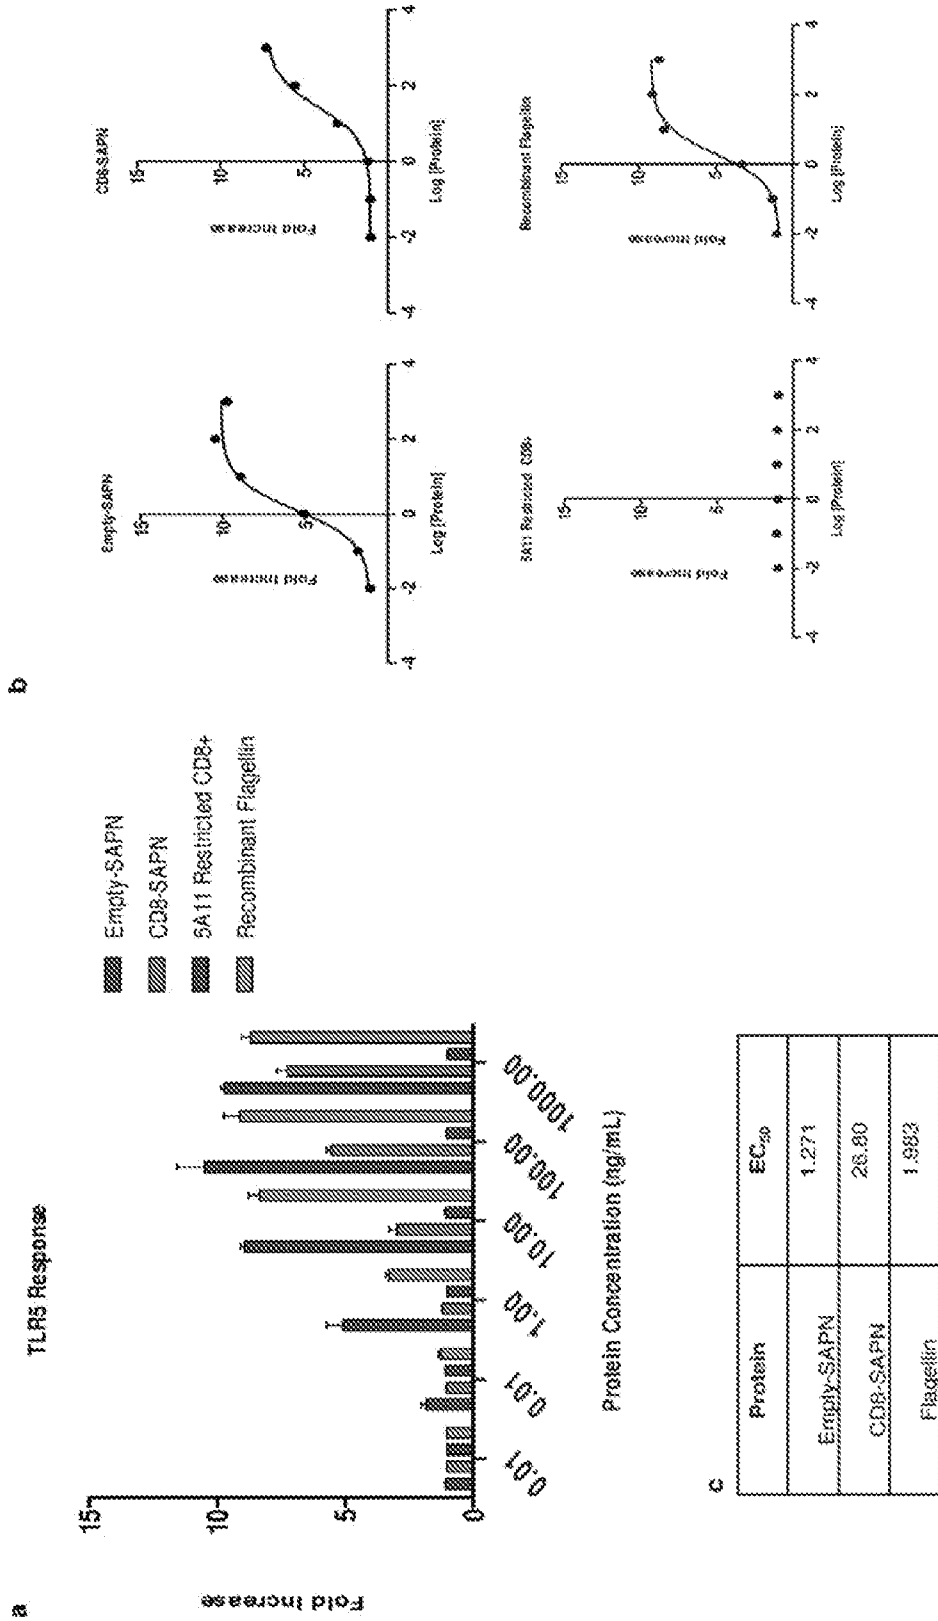 a
TLR5 Response
Fold Increase
15
10
5
0
0.01
0.01
1.00
10.00
100.00
1000.00
Protein Concentration (ng/mL)
Empty-SAPN
CD8-SAPN
5A11 Restricted CD8+
Recombinant Flagellin
b
Empty-SAPN
Fold Increase
15
10
5
-4
-2
0
2
4
Log [Protein]
CD8-SAPN
Fold Increase
15
10
5
-4
-2
0
2
4
Log [Protein]
5A11 Restricted CD8+
Fold Increase
15
10
5
-4
-2
0
2
4
Log [Protein]
Recombinant Flagellin
Fold Increase
15
10
5
-4
-2
0
2
4
Log [Protein]
c
Protein EC50
Empty-SAPN 1.271
CD8-SAPN 26.80
Flagellin 1.983